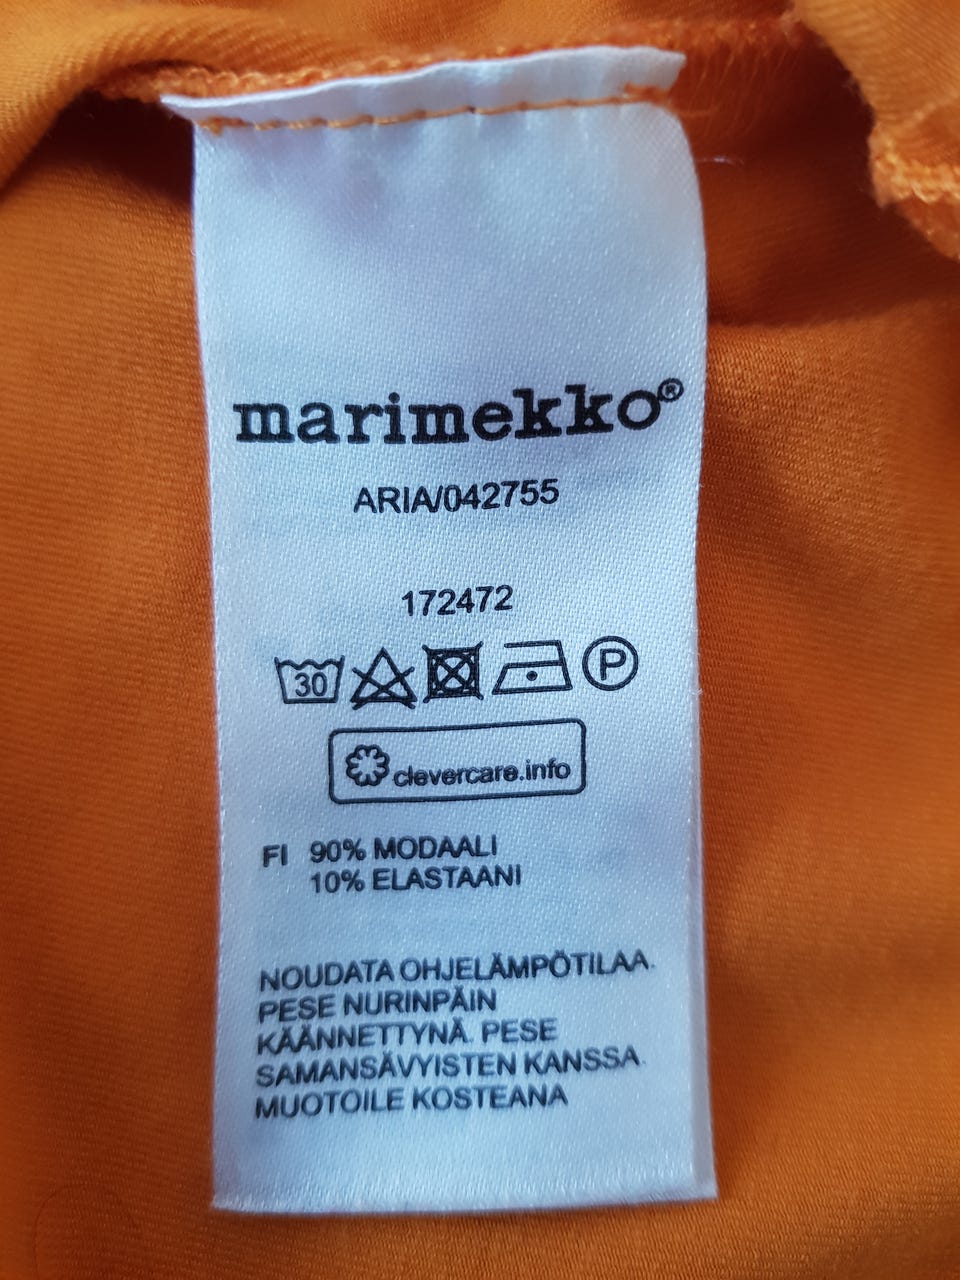 marimekko®
ARIA/042755
172472
30 P
clevercare.info
FI 90% MODAALI
10% ELASTAANI
NOUDATA OHJELÄMPÖTILAA.
PESE NURINPÄIN
KÄÄNNETTYNÄ. PESE
SAMANSÄVYISTEN KANSSA.
MUOTOILE KOSTEANA